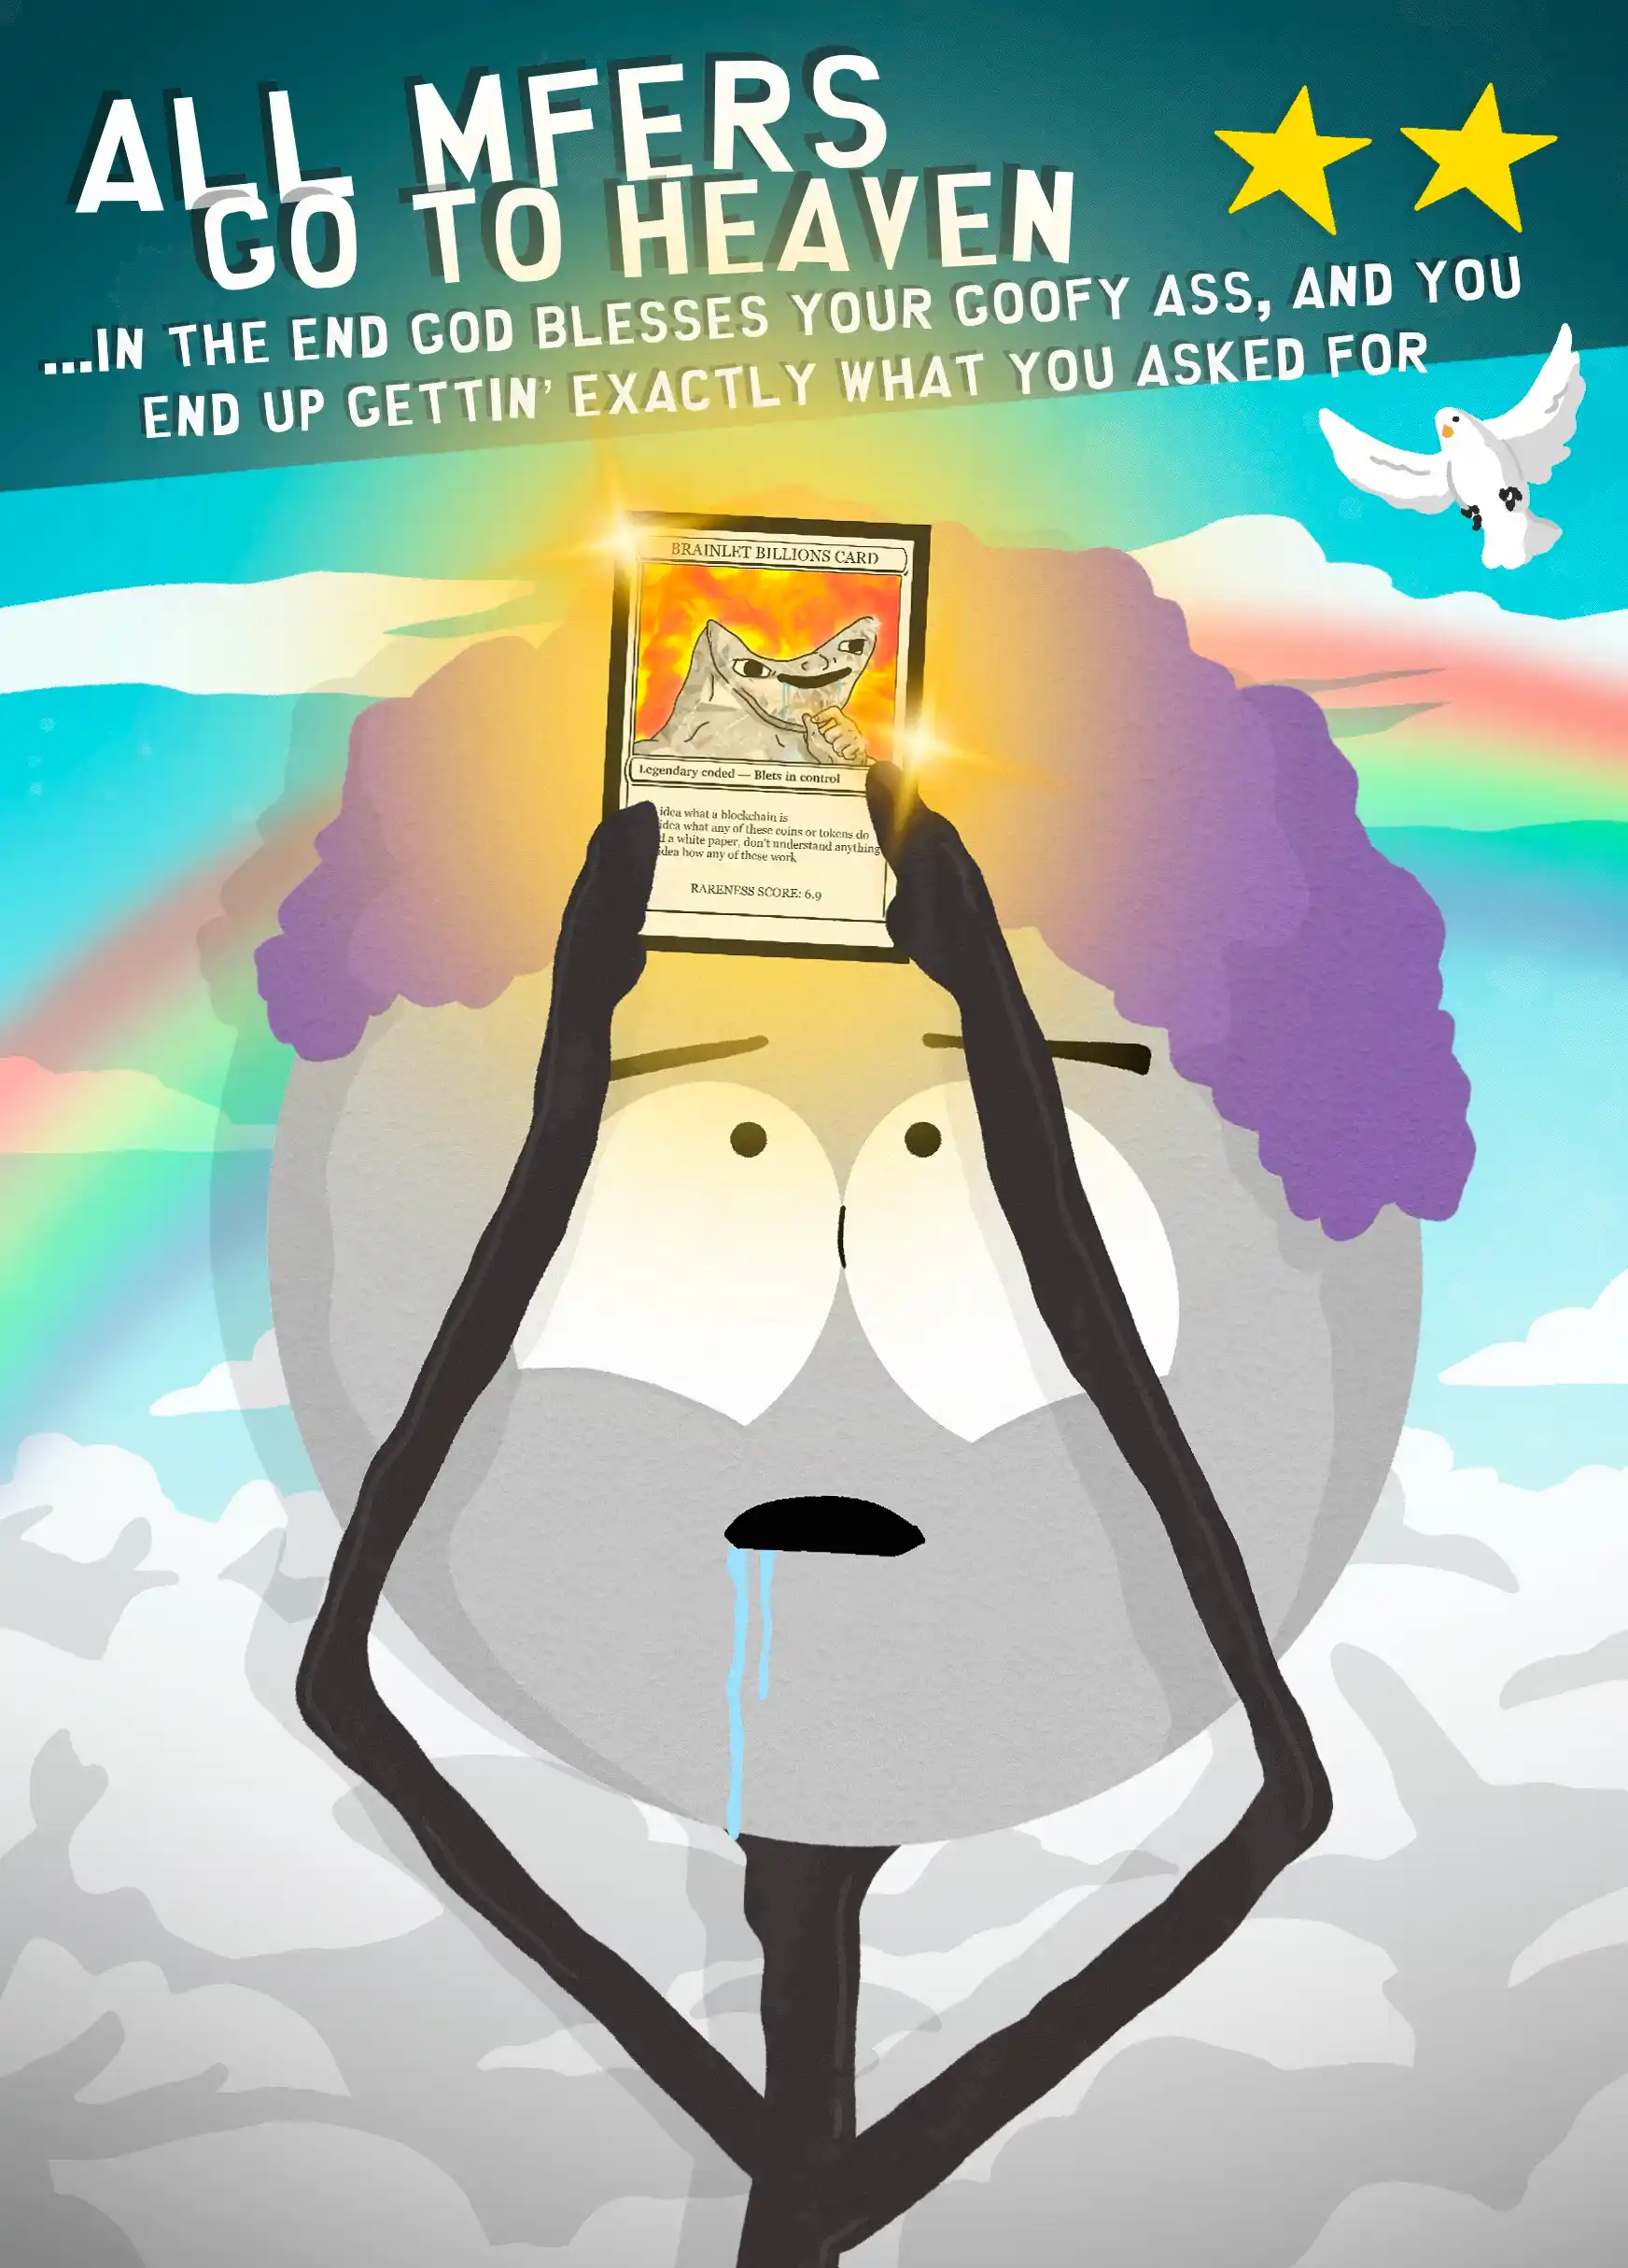 ALL MFERS
GO TO HEAVEN
...IN THE END GOD BLESSES YOUR GOOFY ASS, AND YOU
END UP GETTIN' EXACTLY WHAT YOU ASKED FOR
BRAINLET BILLIONS CARD
Legendary coded — Blets in control
idea what a blockchain is
idea what any of these coins or tokens do
a white paper, don't understand anything
idea how any of these work
RARENESS SCORE: 6.9